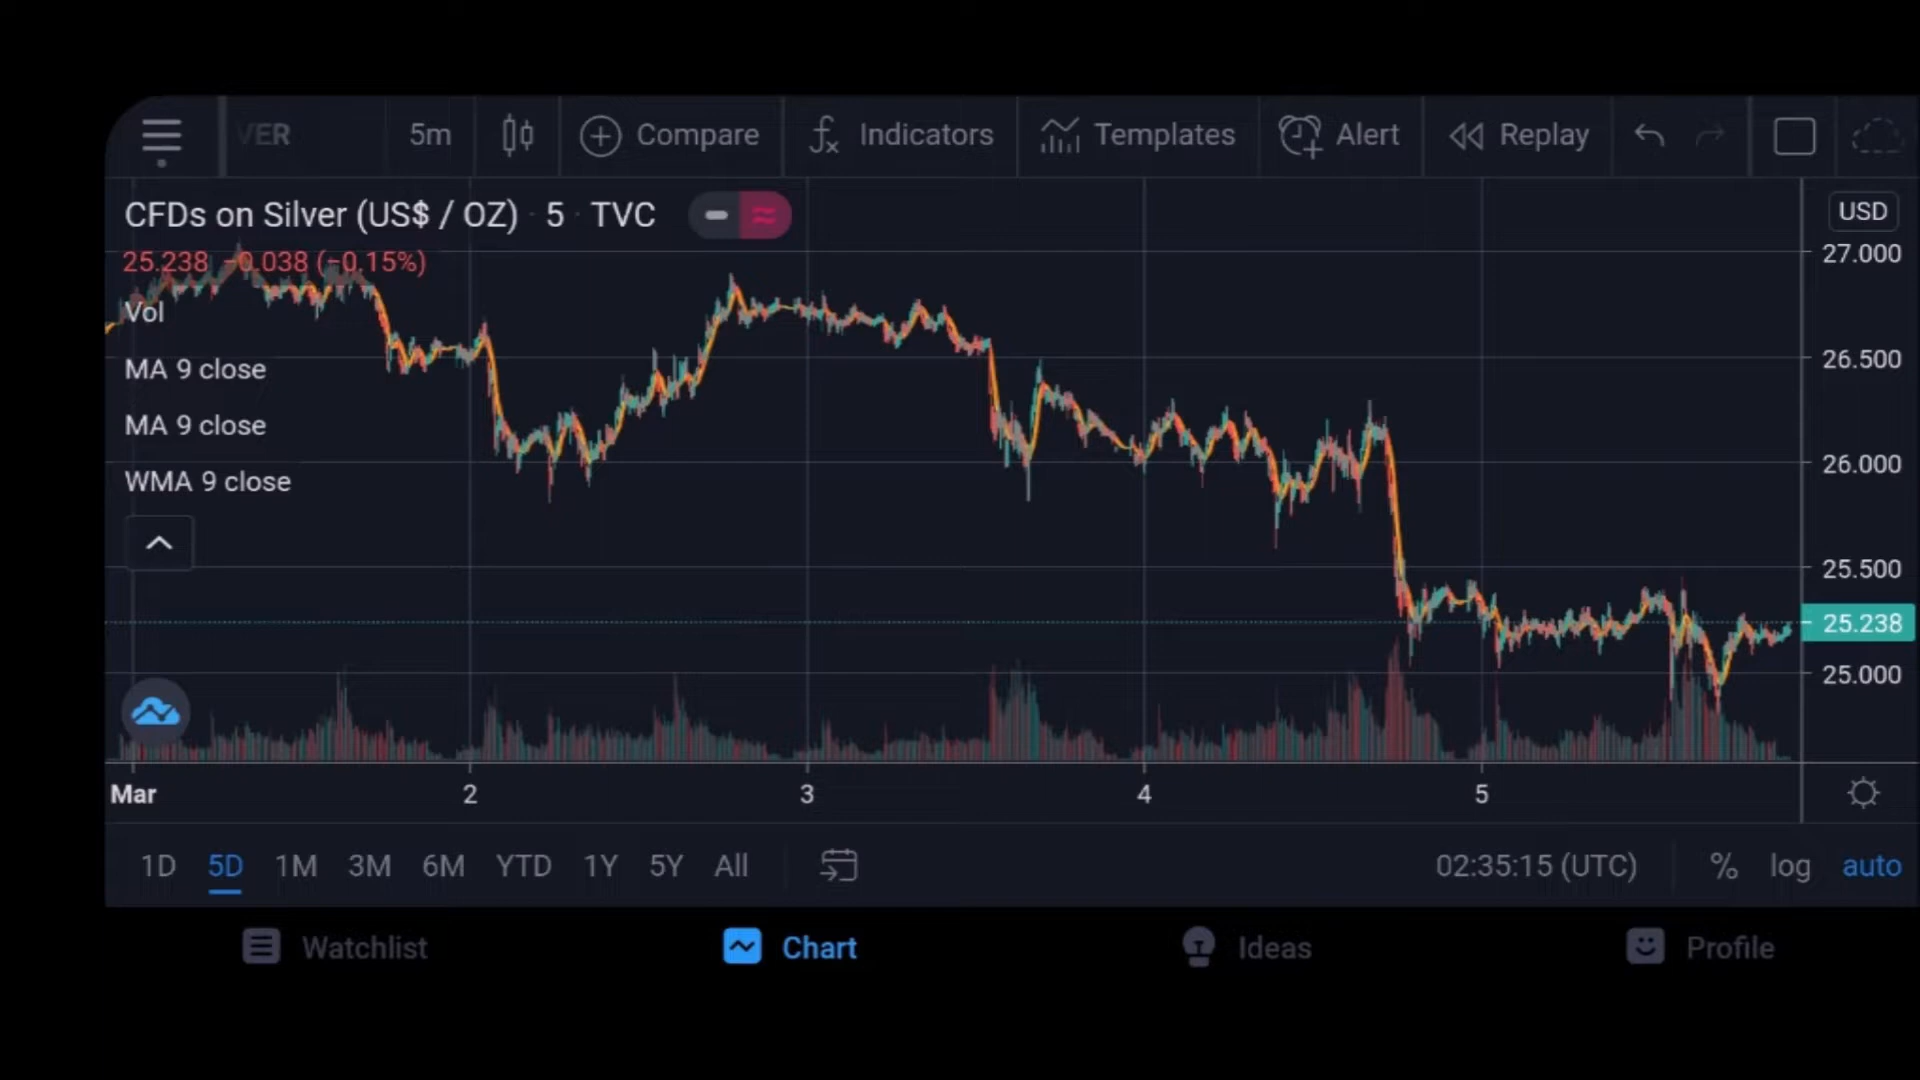 VER 5m Compare Indicators Templates Alert Replay
CFDs on Silver (US$ / OZ) · 5 · TVC
USD
25.238 −0.038 (−0.15%)
27.000
Vol
26.500
MA 9 close
MA 9 close
26.000
WMA 9 close
25.500
25.238
25.000
Mar 2 3 4 5
1D 5D 1M 3M 6M YTD 1Y 5Y All 02:35:15 (UTC) % log auto
Watchlist Chart Ideas Profile